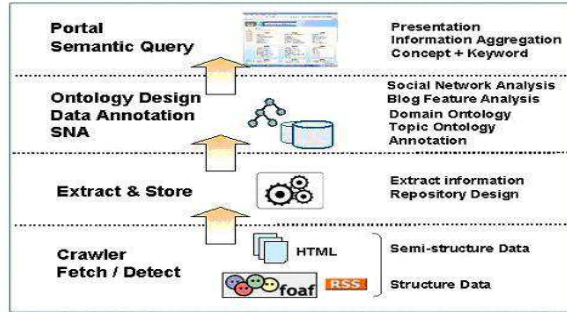 Portal
Semantic Query
Presentation
Information Aggregation
Concept + Keyword
Ontology Design
Data Annotation
SNA
Social Network Analysis
Blog Feature Analysis
Domain Ontology
Topic Ontology
Annotation
Extract & Store
Extract information
Repository Design
Crawler
Fetch / Detect
HTML
Semi-structure Data
foaf
RSS
Structure Data